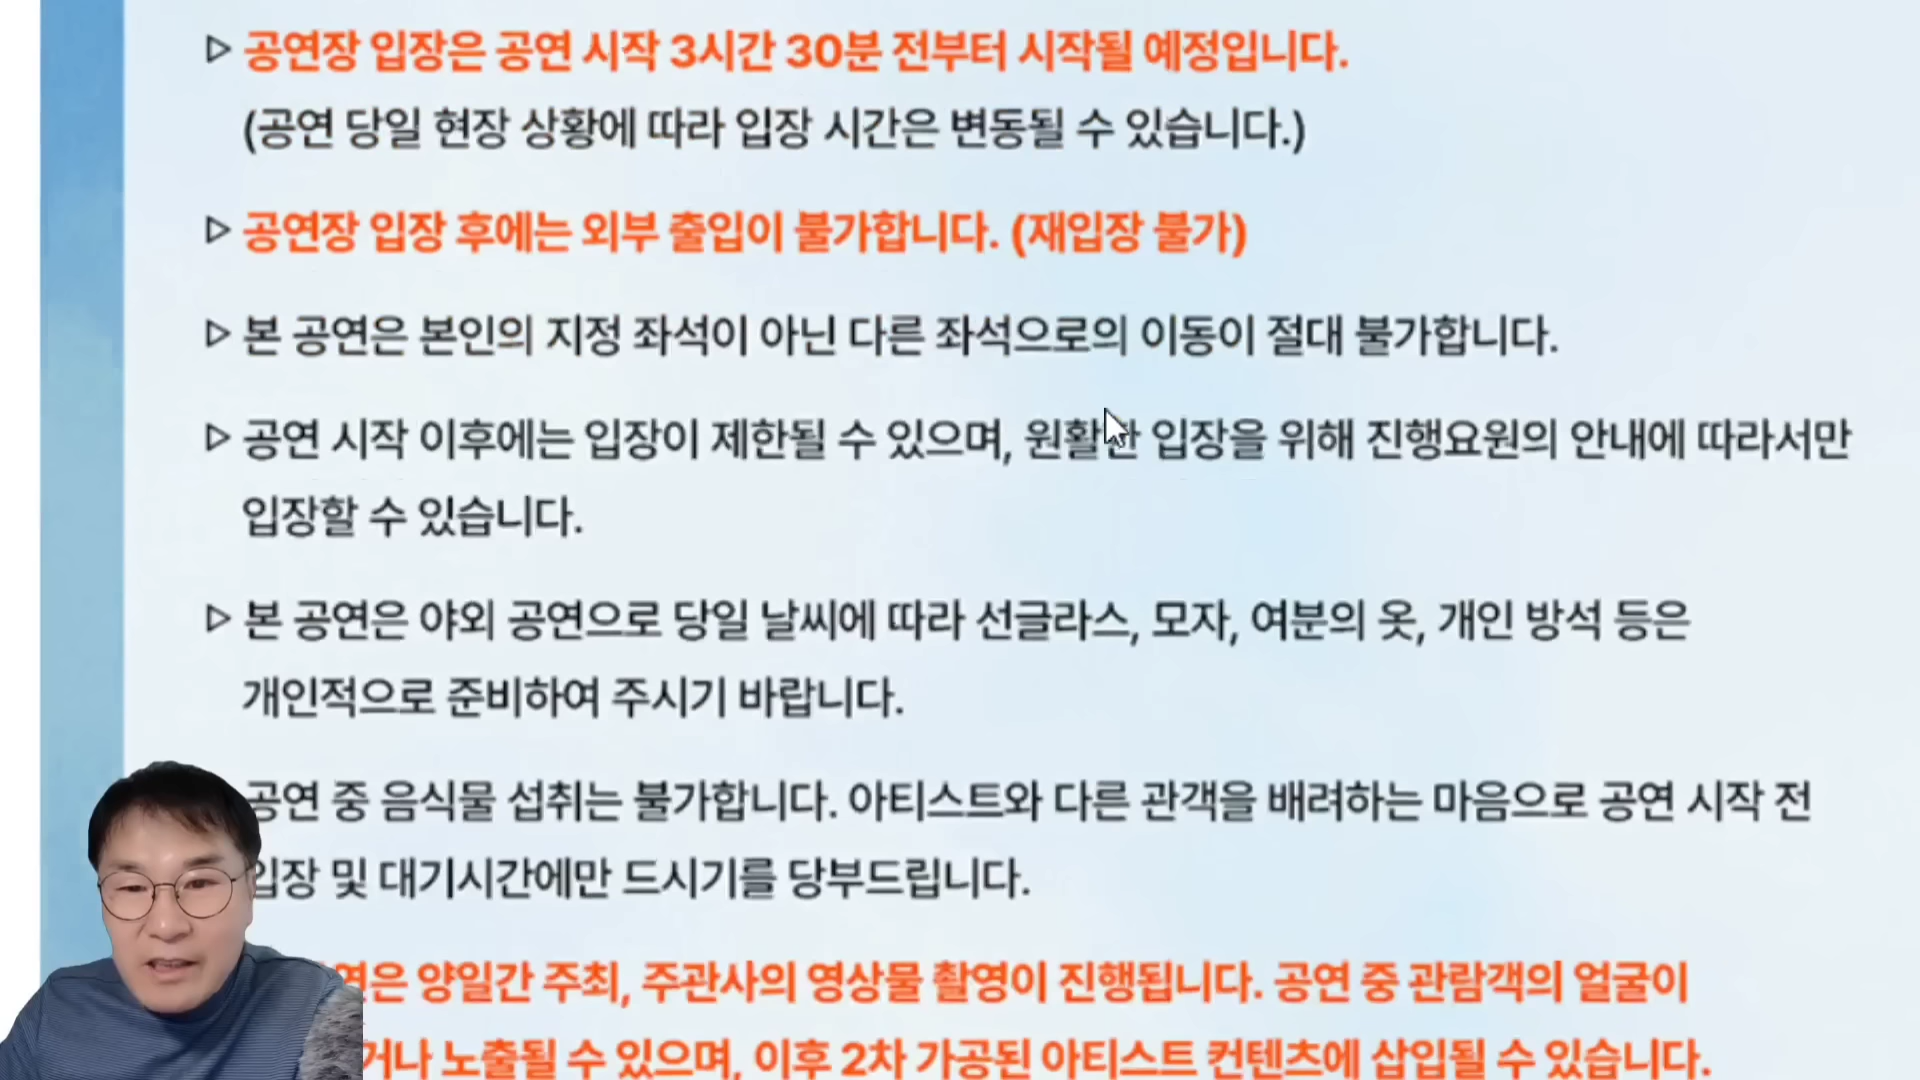 ▷ 공연장 입장은 공연 시작 3시간 30분 전부터 시작될 예정입니다.
(공연 당일 현장 상황에 따라 입장 시간은 변동될 수 있습니다.)
▷ 공연장 입장 후에는 외부 출입이 불가합니다. (재입장 불가)
▷ 본 공연은 본인의 지정 좌석이 아닌 다른 좌석으로의 이동이 절대 불가합니다.
▷ 공연 시작 이후에는 입장이 제한될 수 있으며, 원활한 입장을 위해 진행요원의 안내에 따라서만
입장할 수 있습니다.
▷ 본 공연은 야외 공연으로 당일 날씨에 따라 선글라스, 모자, 여분의 옷, 개인 방석 등은
개인적으로 준비하여 주시기 바랍니다.
공연 중 음식물 섭취는 불가합니다. 아티스트와 다른 관객을 배려하는 마음으로 공연 시작 전
입장 및 대기시간에만 드시기를 당부드립니다.
양일간 주최, 주관사의 영상물 촬영이 진행됩니다. 공연 중 관람객의 얼굴이
노출될 수 있으며, 이후 2차 가공된 아티스트 컨텐츠에 삽입될 수 있습니다.